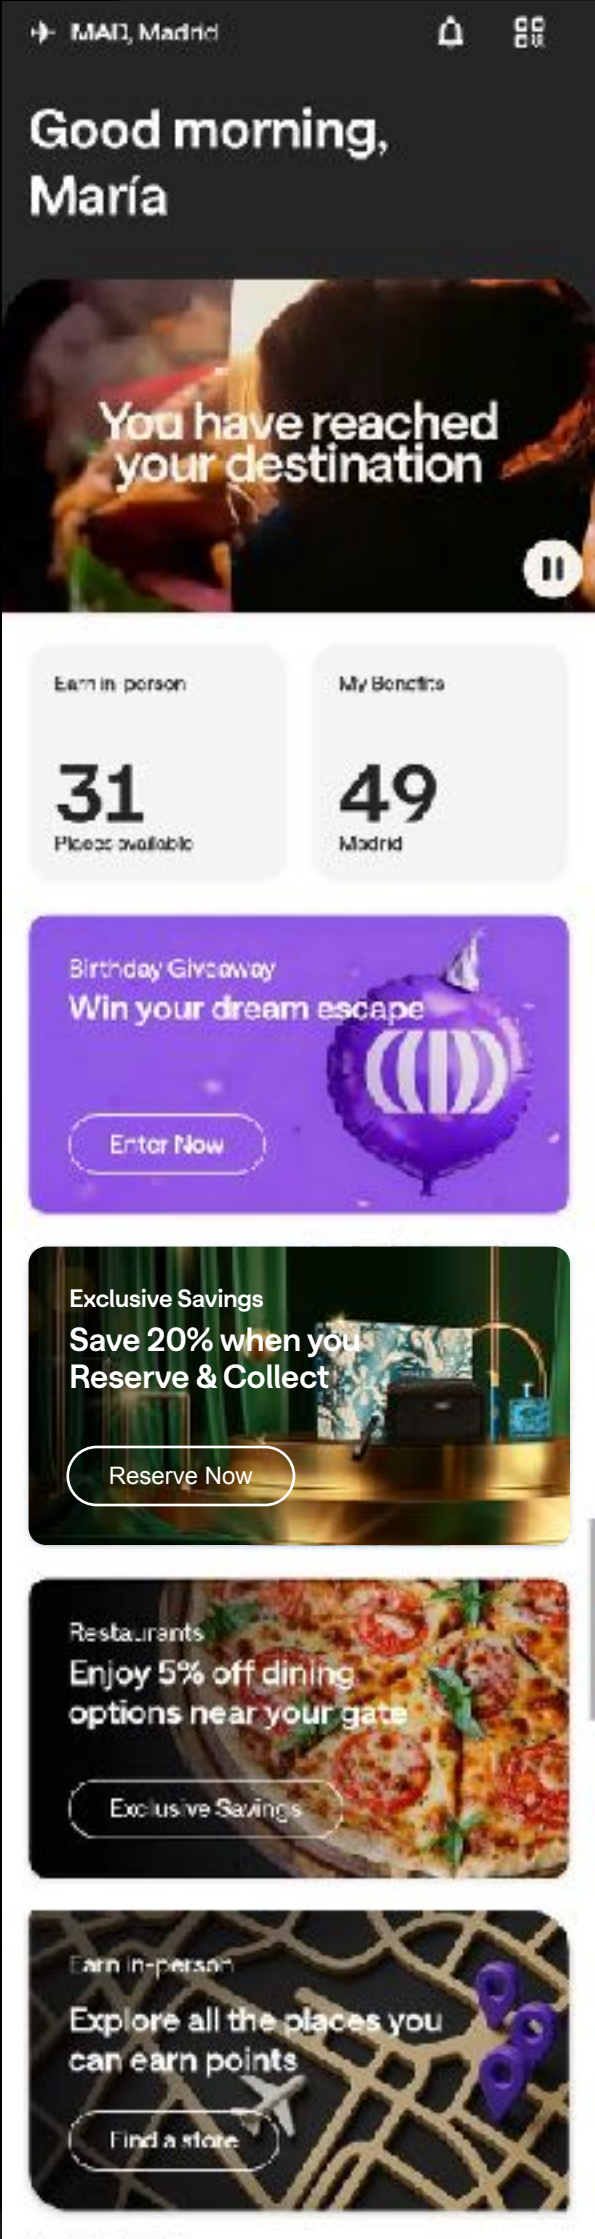 MAD, Madrid
Good morning,
María
You have reached
your destination
Earn in-person
31
Places available
My Benefits
49
Madrid
Birthday Giveaway
Win your dream escape
Enter Now
Exclusive Savings
Save 20% when you
Reserve & Collect
Reserve Now
Restaurants
Enjoy 5% off dining
options near your gate
Exclusive Savings
Earn in-person
Explore all the places you
can earn points
Find a store